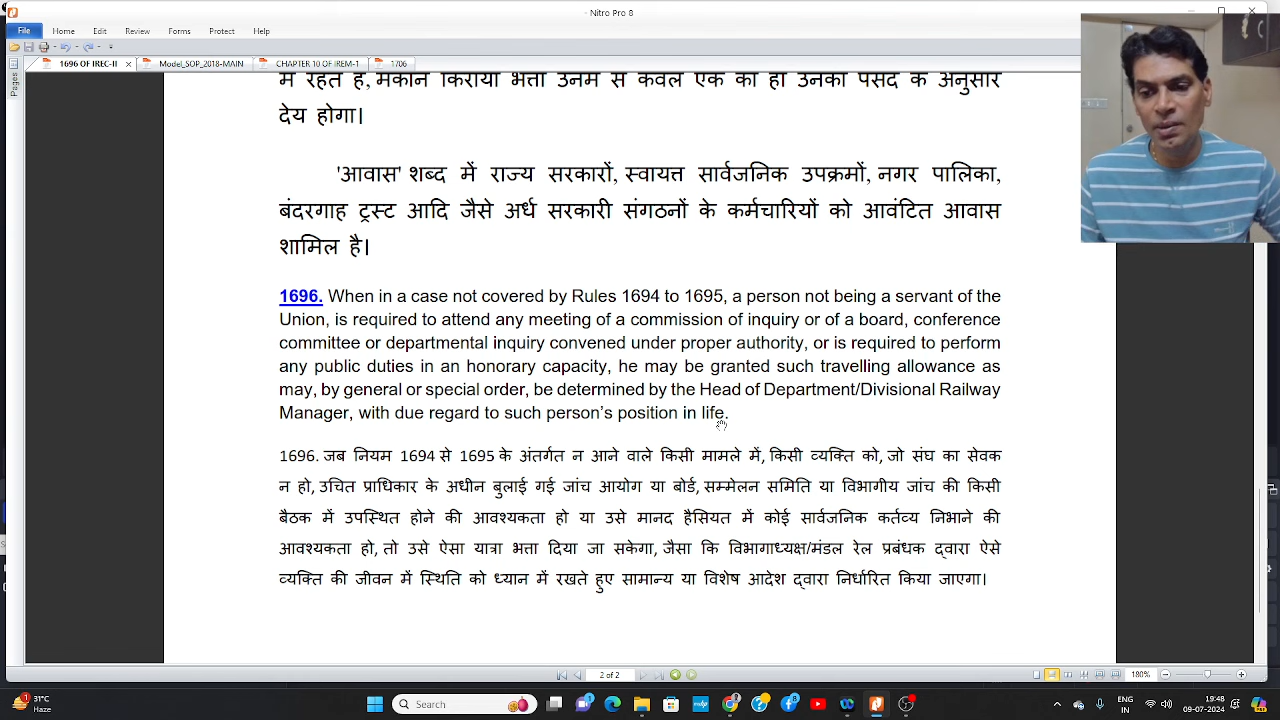 - Nitro Pro 8
File Home Edit Review Forms Protect Help
1696 OF IREC-II Model_SOP_2018-MAIN CHAPTER 10 OF IREM-1 1706
Pages
में रहते हैं, मकान किराया भत्ता उनमें से केवल एक को ही उनकी पसंद के अनुसार
देय होगा।
'आवास' शब्द में राज्य सरकारों, स्वायत्त सार्वजनिक उपक्रमों, नगर पालिका,
बंदरगाह ट्रस्ट आदि जैसे अर्ध सरकारी संगठनों के कर्मचारियों को आवंटित आवास
शामिल है।
1696. When in a case not covered by Rules 1694 to 1695, a person not being a servant of the
Union, is required to attend any meeting of a commission of inquiry or of a board, conference
committee or departmental inquiry convened under proper authority, or is required to perform
any public duties in an honorary capacity, he may be granted such travelling allowance as
may, by general or special order, be determined by the Head of Department/Divisional Railway
Manager, with due regard to such person's position in life.
1696. जब नियम 1694 से 1695 के अंतर्गत न आने वाले किसी मामले में, किसी व्यक्ति को, जो संघ का सेवक
न हो, उचित प्राधिकार के अधीन बुलाई गई जांच आयोग या बोर्ड, सम्मेलन समिति या विभागीय जांच की किसी
बैठक में उपस्थित होने की आवश्यकता हो या उसे मानद हैसियत में कोई सार्वजनिक कर्तव्य निभाने की
आवश्यकता हो, तो उसे ऐसा यात्रा भत्ता दिया जा सकेगा, जैसा कि विभागाध्यक्ष/मंडल रेल प्रबंधक द्वारा ऐसे
व्यक्ति की जीवन में स्थिति को ध्यान में रखते हुए सामान्य या विशेष आदेश द्वारा निर्धारित किया जाएगा।
2 of 2 180%
31°C Haze Search ENG IN 19:48 09-07-2024